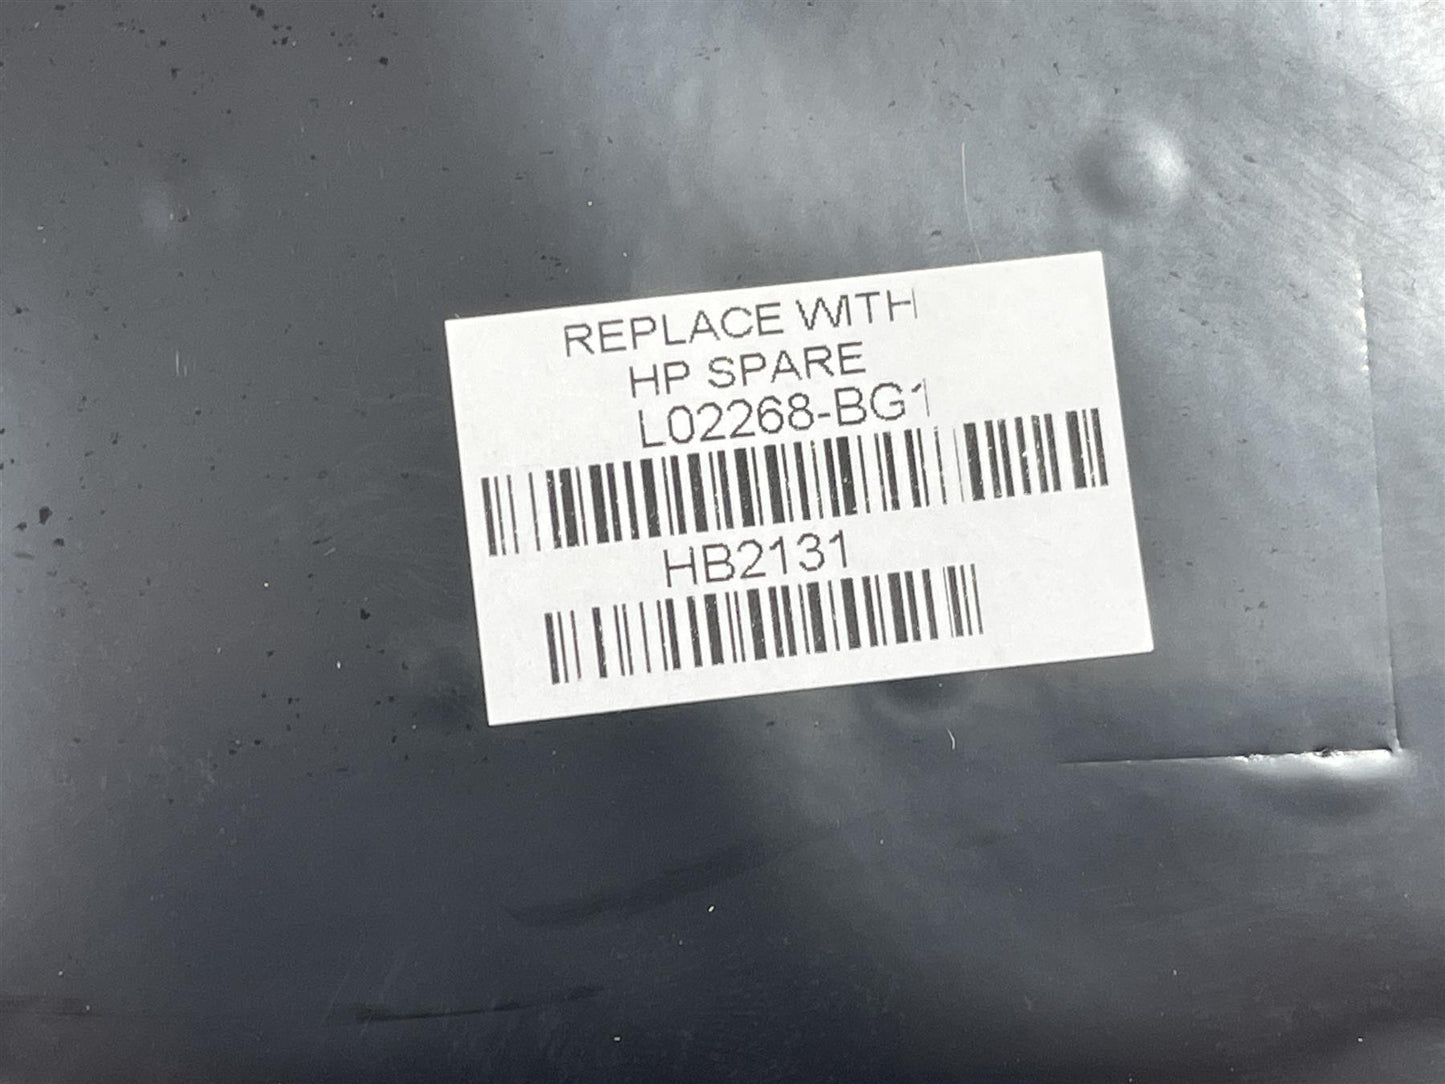 REPLACE WITH
HP SPARE
L02268-BG1
HB2131